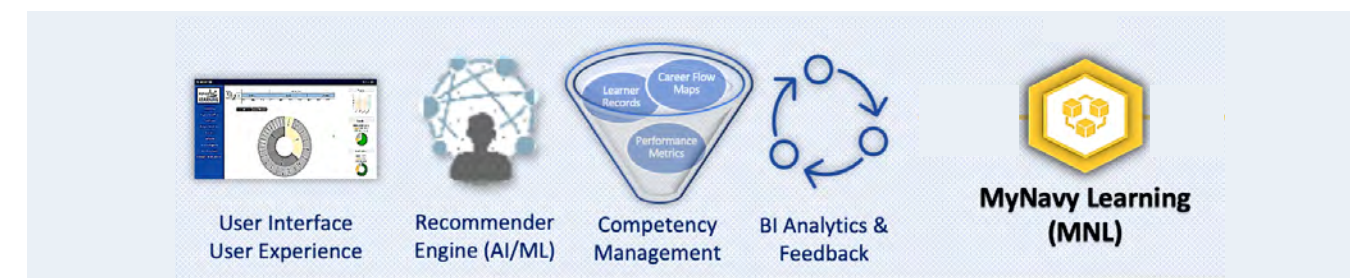 Learner
Records
Career Flow
Maps
Performance
Metrics
User Interface
User Experience
Recommender
Engine (AI/ML)
Competency
Management
BI Analytics &
Feedback
MyNavy Learning
(MNL)